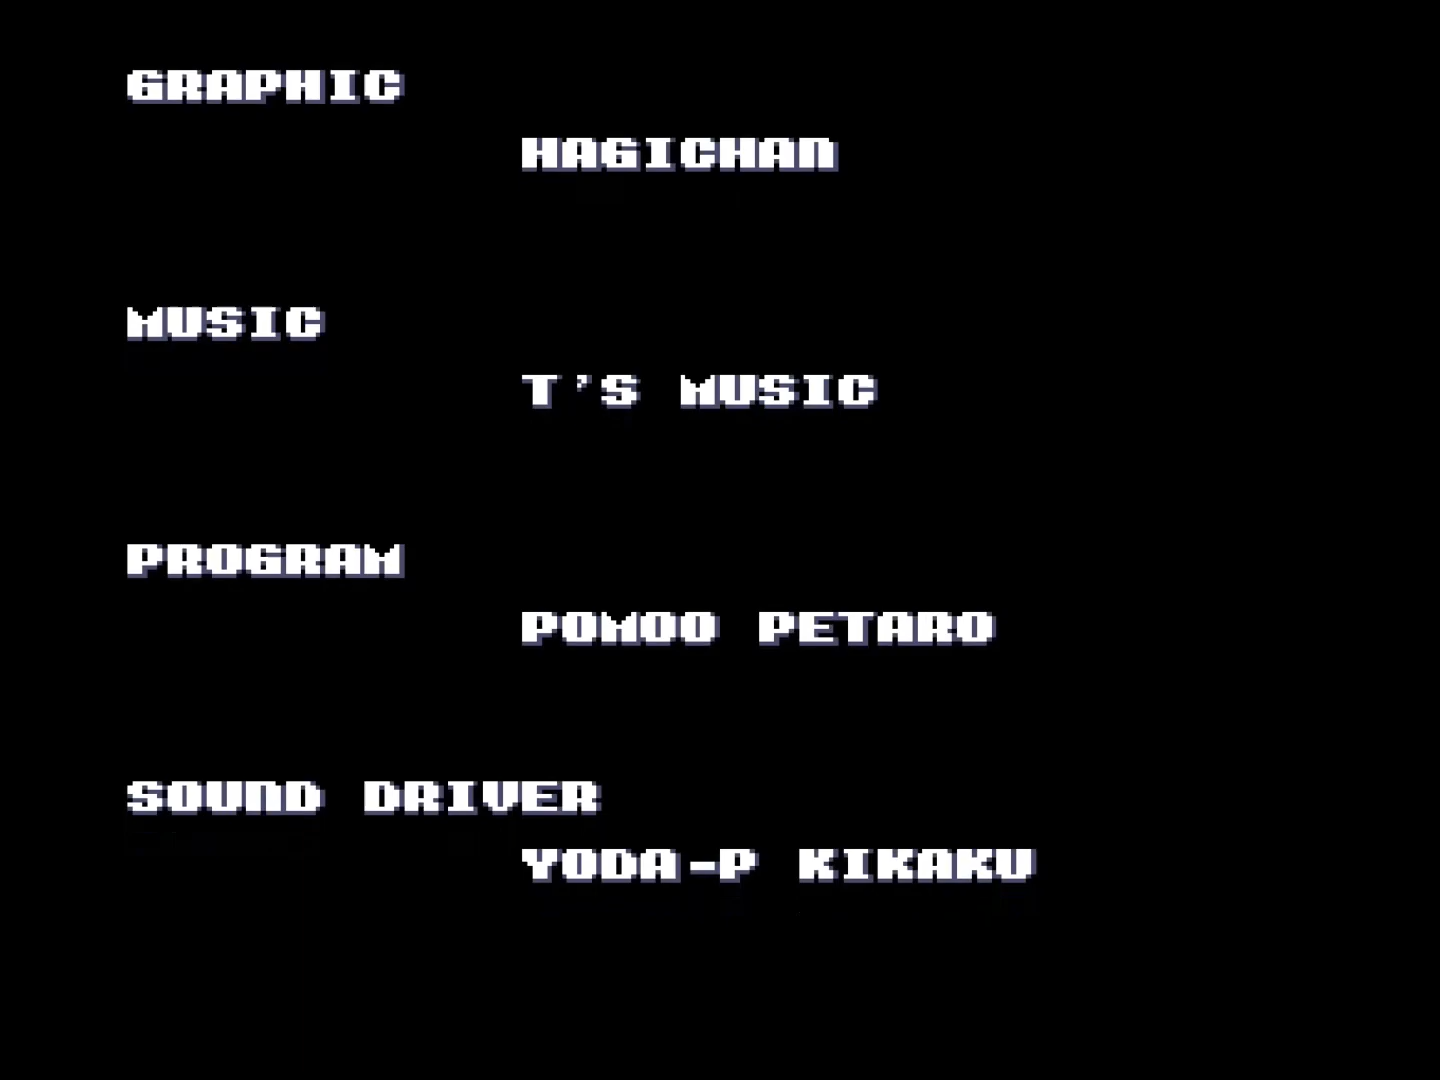 GRAPHIC
HAGICHAN
MUSIC
T'S MUSIC
PROGRAM
POMOO PETARO
SOUND DRIVER
YODA-P KIKAKU